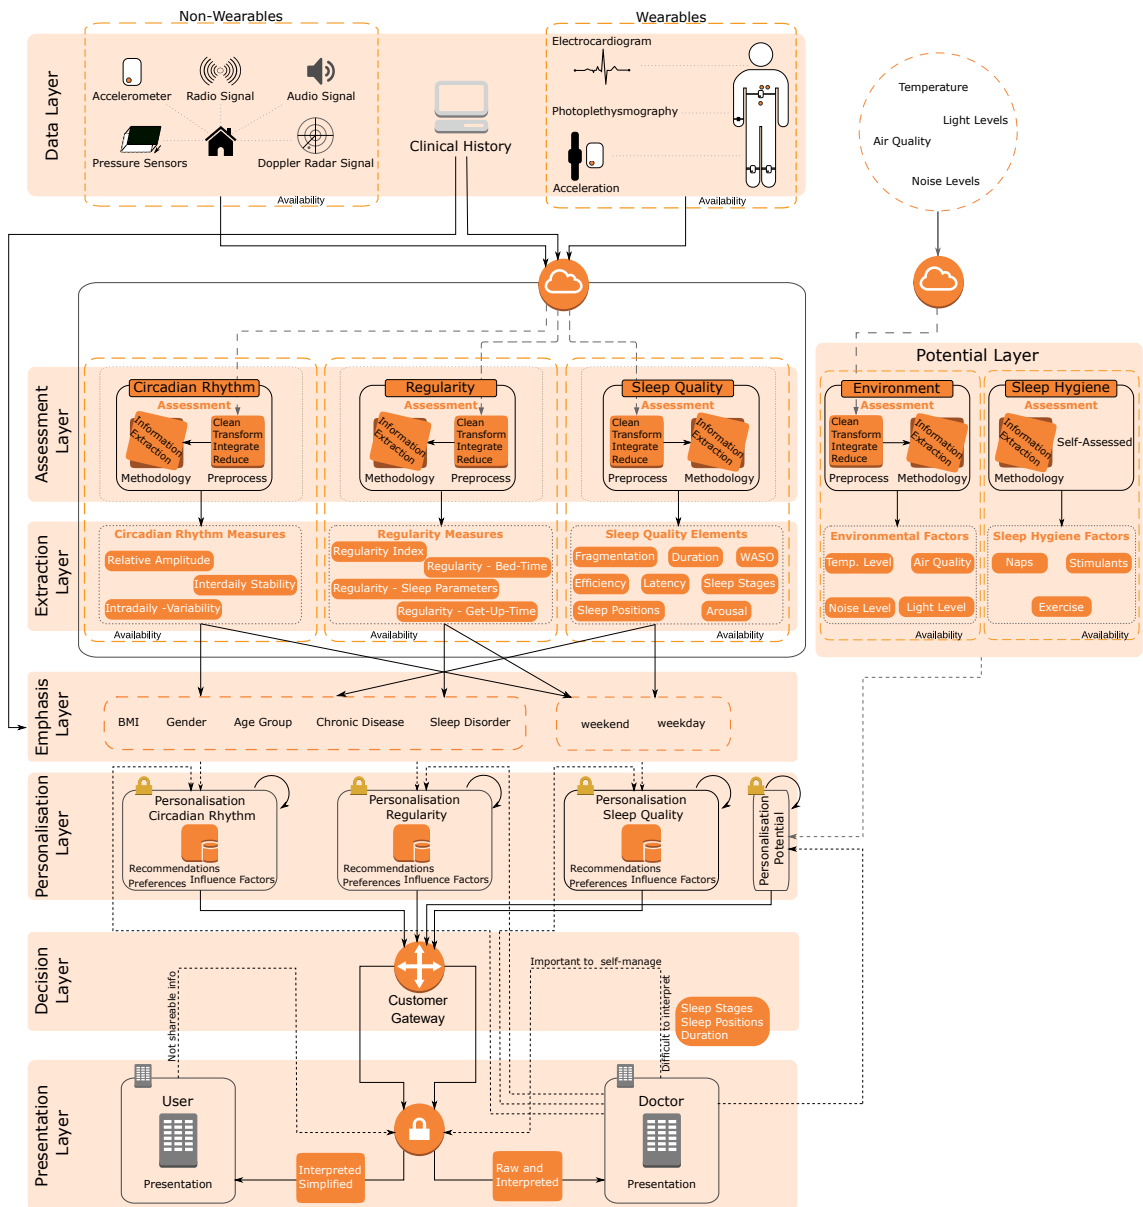 Non-Wearables
Wearables
Data Layer
Accelerometer
Radio Signal
Audio Signal
Pressure Sensors
Doppler Radar Signal
Availability
Clinical History
Electrocardiogram
Photoplethysmography
Acceleration
Availability
Temperature
Light Levels
Air Quality
Noise Levels
Assessment
Layer
Circadian Rhythm
Assessment
Information
Extraction
Clean
Transform
Integrate
Reduce
Methodology
Preprocess
Regularity
Assessment
Information
Extraction
Clean
Transform
Integrate
Reduce
Methodology
Preprocess
Sleep Quality
Assessment
Clean
Transform
Integrate
Reduce
Information
Extraction
Preprocess
Methodology
Potential Layer
Environment
Assessment
Clean
Transform
Integrate
Reduce
Information
Extraction
Preprocess
Methodology
Sleep Hygiene
Assessment
Information
Extraction
Self-Assessed
Methodology
Extraction
Layer
Circadian Rhythm Measures
Relative Amplitude
Interdaily Stability
Intradaily -Variability
Availability
Regularity Measures
Regularity Index
Regularity - Bed-Time
Regularity - Sleep Parameters
Regularity - Get-Up-Time
Availability
Sleep Quality Elements
Fragmentation
Duration
WASO
Efficiency
Latency
Sleep Stages
Sleep Positions
Arousal
Availability
Environmental Factors
Temp. Level
Air Quality
Noise Level
Light Level
Availability
Sleep Hygiene Factors
Naps
Stimulants
Exercise
Availability
Emphasis
Layer
BMI
Gender
Age Group
Chronic Disease
Sleep Disorder
weekend
weekday
Personalisation
Layer
Personalisation
Circadian Rhythm
Recommendations
Preferences
Influence Factors
Personalisation
Regularity
Recommendations
Preferences
Influence Factors
Personalisation
Sleep Quality
Recommendations
Preferences
Influence Factors
Personalisation
Potential
Decision
Layer
Not shareable info
Customer
Gateway
Important to self-manage
Difficult to interpret
Sleep Stages
Sleep Positions
Duration
Presentation
Layer
User
Presentation
Interpreted
Simplified
Raw and
Interpreted
Doctor
Presentation